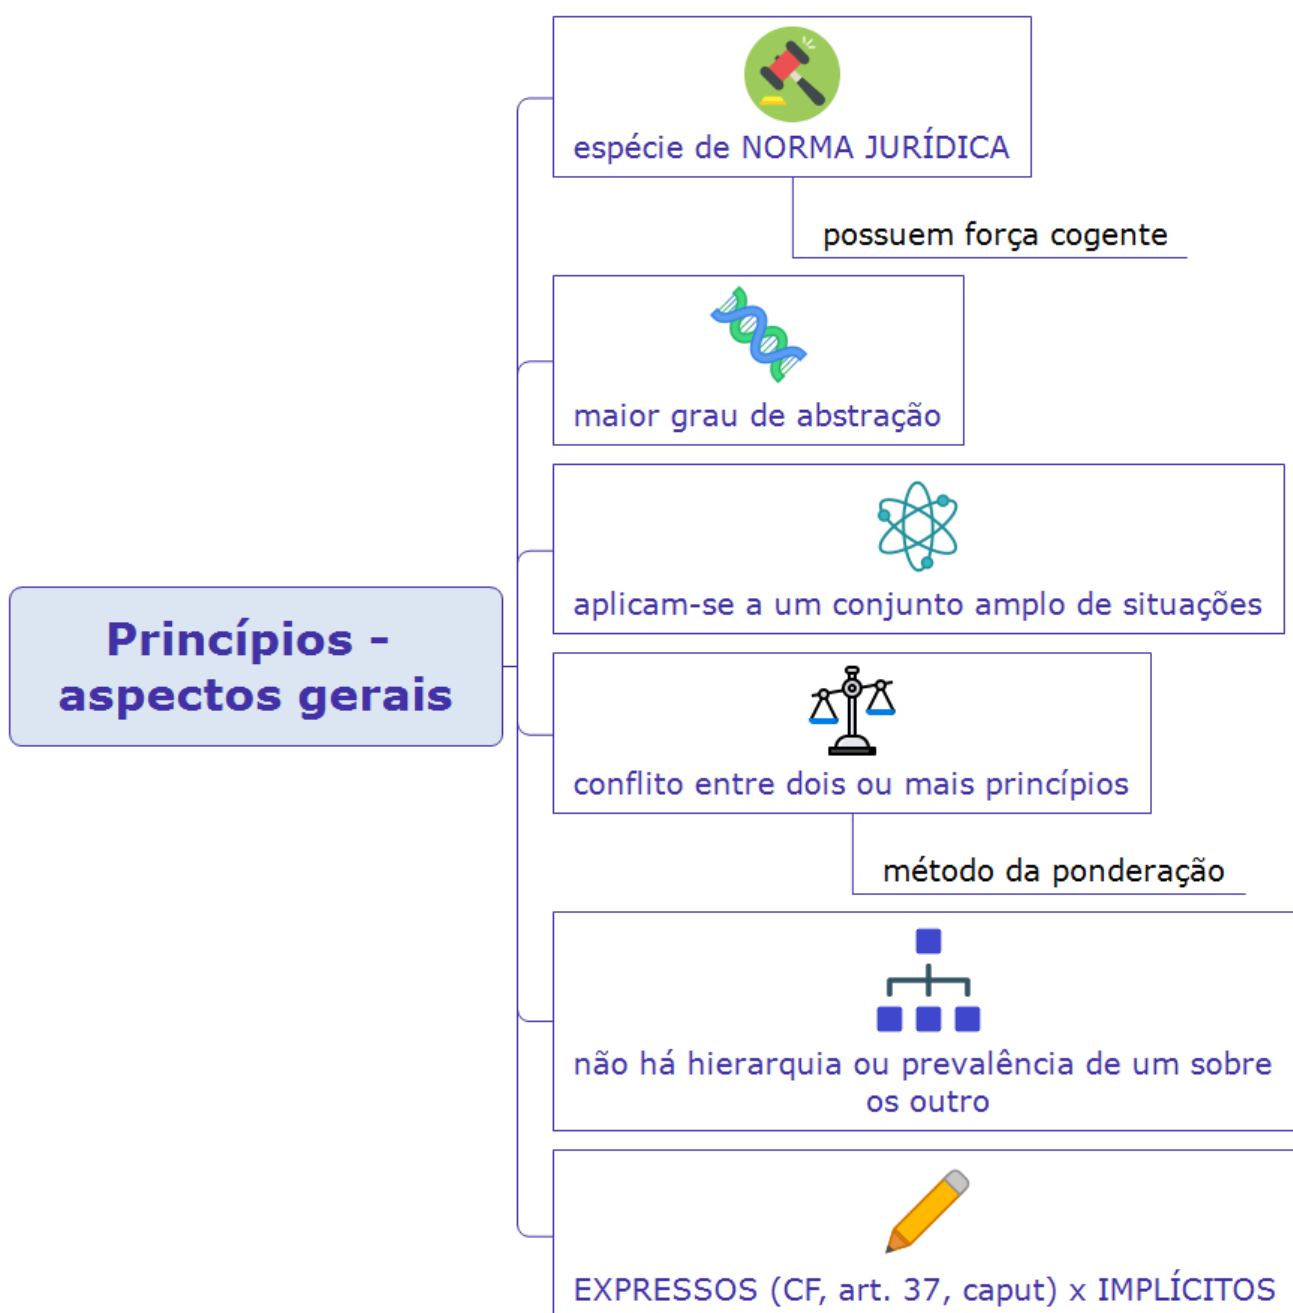 espécie de NORMA JURÍDICA
possuem força cogente
maior grau de abstração
aplicam-se a um conjunto amplo de situações
Princípios -
aspectos gerais
conflito entre dois ou mais princípios
método da ponderação
não há hierarquia ou prevalência de um sobre
os outro
EXPRESSOS (CF, art. 37, caput) x IMPLÍCITOS